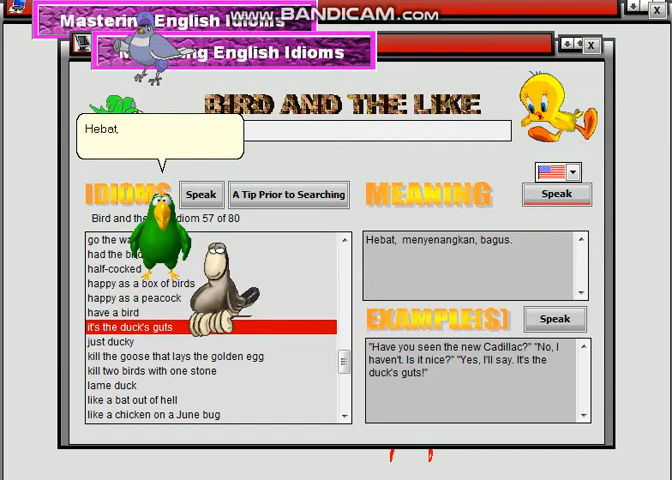 www.BANDICAM.com
Mastering English Idioms
ng English Idioms
BIRD AND THE LIKE
Hebat,
IDIOMS
Speak
A Tip Prior to Searching
MEANING
Speak
Bird and the
diom 57 of 80
go the wa
had the bi
half-cocked
happy as a box of birds
happy as a peacock
have a bird
it's the duck's guts
just ducky
kill the goose that lays the golden egg
kill two birds with one stone
lame duck
like a bat out of hell
like a chicken on a June bug
Hebat, menyenangkan, bagus.
EXAMPLE(S)
Speak
"Have you seen the new Cadillac?" "No, I
haven't. Is it nice?" "Yes, I'll say. It's the
duck's guts!"